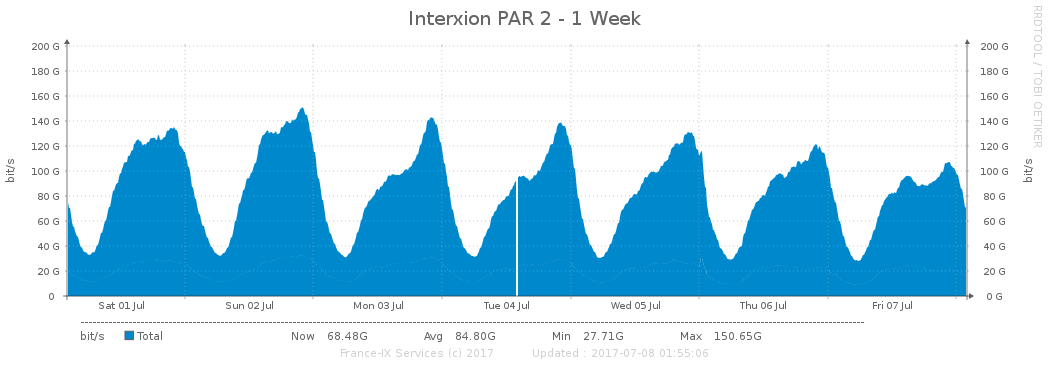 Interxion PAR 2 - 1 Week
RRDTOOL / TOBI OETIKER
200 G 200 G
180 G 180 G
160 G 160 G
140 G 140 G
120 G 120 G
100 G 100 G
80 G 80 G
60 G 60 G
40 G 40 G
20 G 20 G
0 0 G
bit/s
bit/s
Sat 01 Jul Sun 02 Jul Mon 03 Jul Tue 04 Jul Wed 05 Jul Thu 06 Jul Fri 07 Jul
bit/s Total Now 68.48G Avg 84.80G Min 27.71G Max 150.65G
France-IX Services (c) 2017 Updated : 2017-07-08 01:55:06